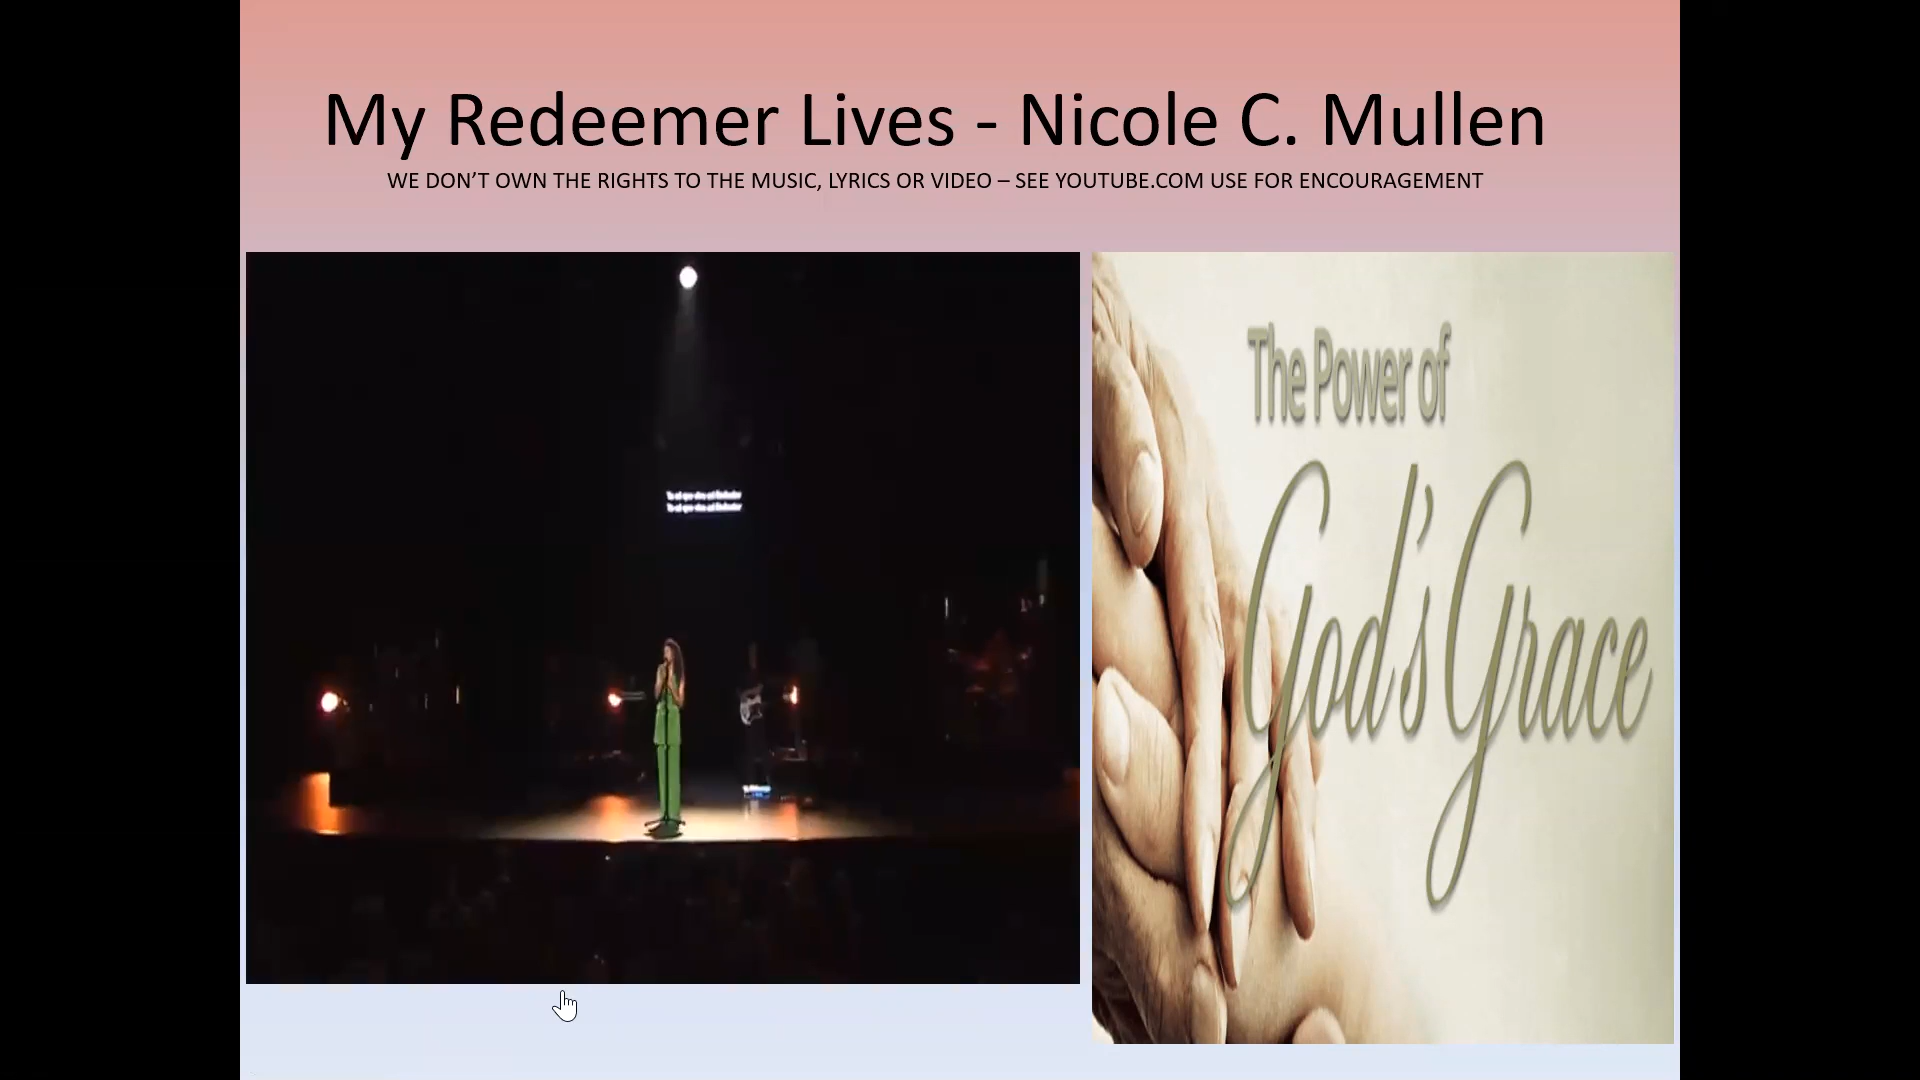 My Redeemer Lives - Nicole C. Mullen
WE DON’T OWN THE RIGHTS TO THE MUSIC, LYRICS OR VIDEO – SEE YOUTUBE.COM USE FOR ENCOURAGEMENT
The Power of
God's Grace